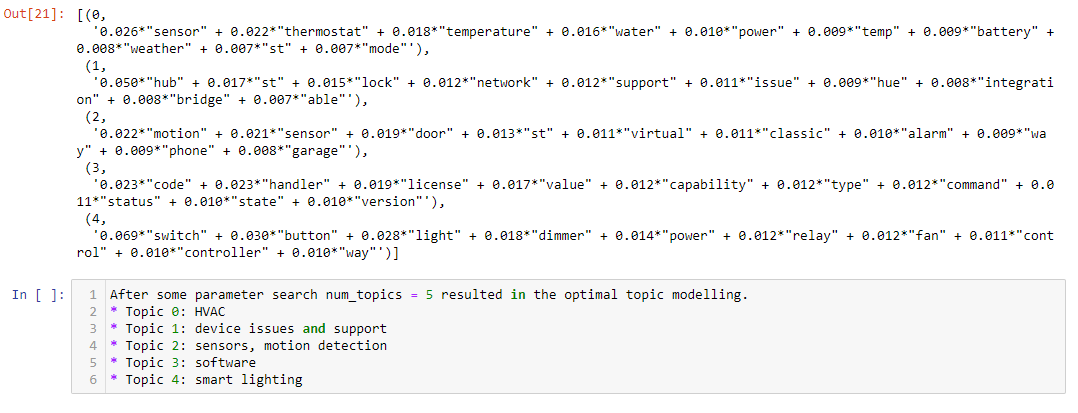 Out[21]: [(0,
'0.026*"sensor" + 0.022*"thermostat" + 0.018*"temperature" + 0.016*"water" + 0.010*"power" + 0.009*"temp" + 0.009*"battery" +
0.008*"weather" + 0.007*"st" + 0.007*"mode"'),
(1,
'0.050*"hub" + 0.017*"st" + 0.015*"lock" + 0.012*"network" + 0.012*"support" + 0.011*"issue" + 0.009*"hue" + 0.008*"integrati
on" + 0.008*"bridge" + 0.007*"able"'),
(2,
'0.022*"motion" + 0.021*"sensor" + 0.019*"door" + 0.013*"st" + 0.011*"virtual" + 0.011*"classic" + 0.010*"alarm" + 0.009*"wa
y" + 0.009*"phone" + 0.008*"garage"'),
(3,
'0.023*"code" + 0.023*"handler" + 0.019*"license" + 0.017*"value" + 0.012*"capability" + 0.012*"type" + 0.012*"command" + 0.0
11*"status" + 0.010*"state" + 0.010*"version"'),
(4,
'0.069*"switch" + 0.030*"button" + 0.028*"light" + 0.018*"dimmer" + 0.014*"power" + 0.012*"relay" + 0.012*"fan" + 0.011*"cont
rol" + 0.010*"controller" + 0.010*"way"')]
In [ ]: 1 After some parameter search num_topics = 5 resulted in the optimal topic modelling.
2 * Topic 0: HVAC
3 * Topic 1: device issues and support
4 * Topic 2: sensors, motion detection
5 * Topic 3: software
6 * Topic 4: smart lighting